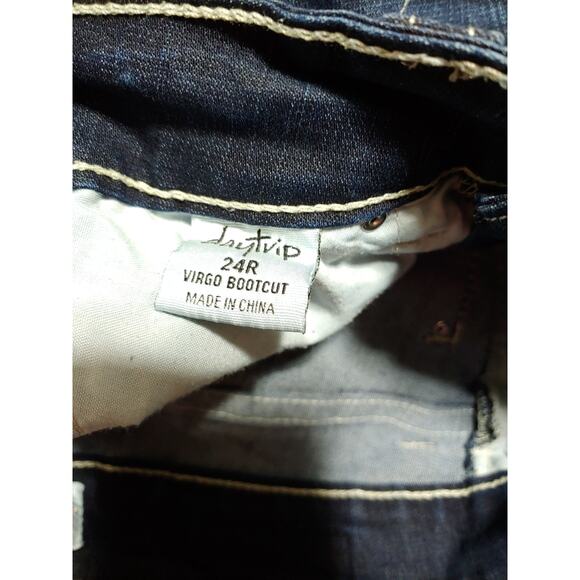 Daytrip
24R
VIRGO BOOTCUT
MADE IN CHINA